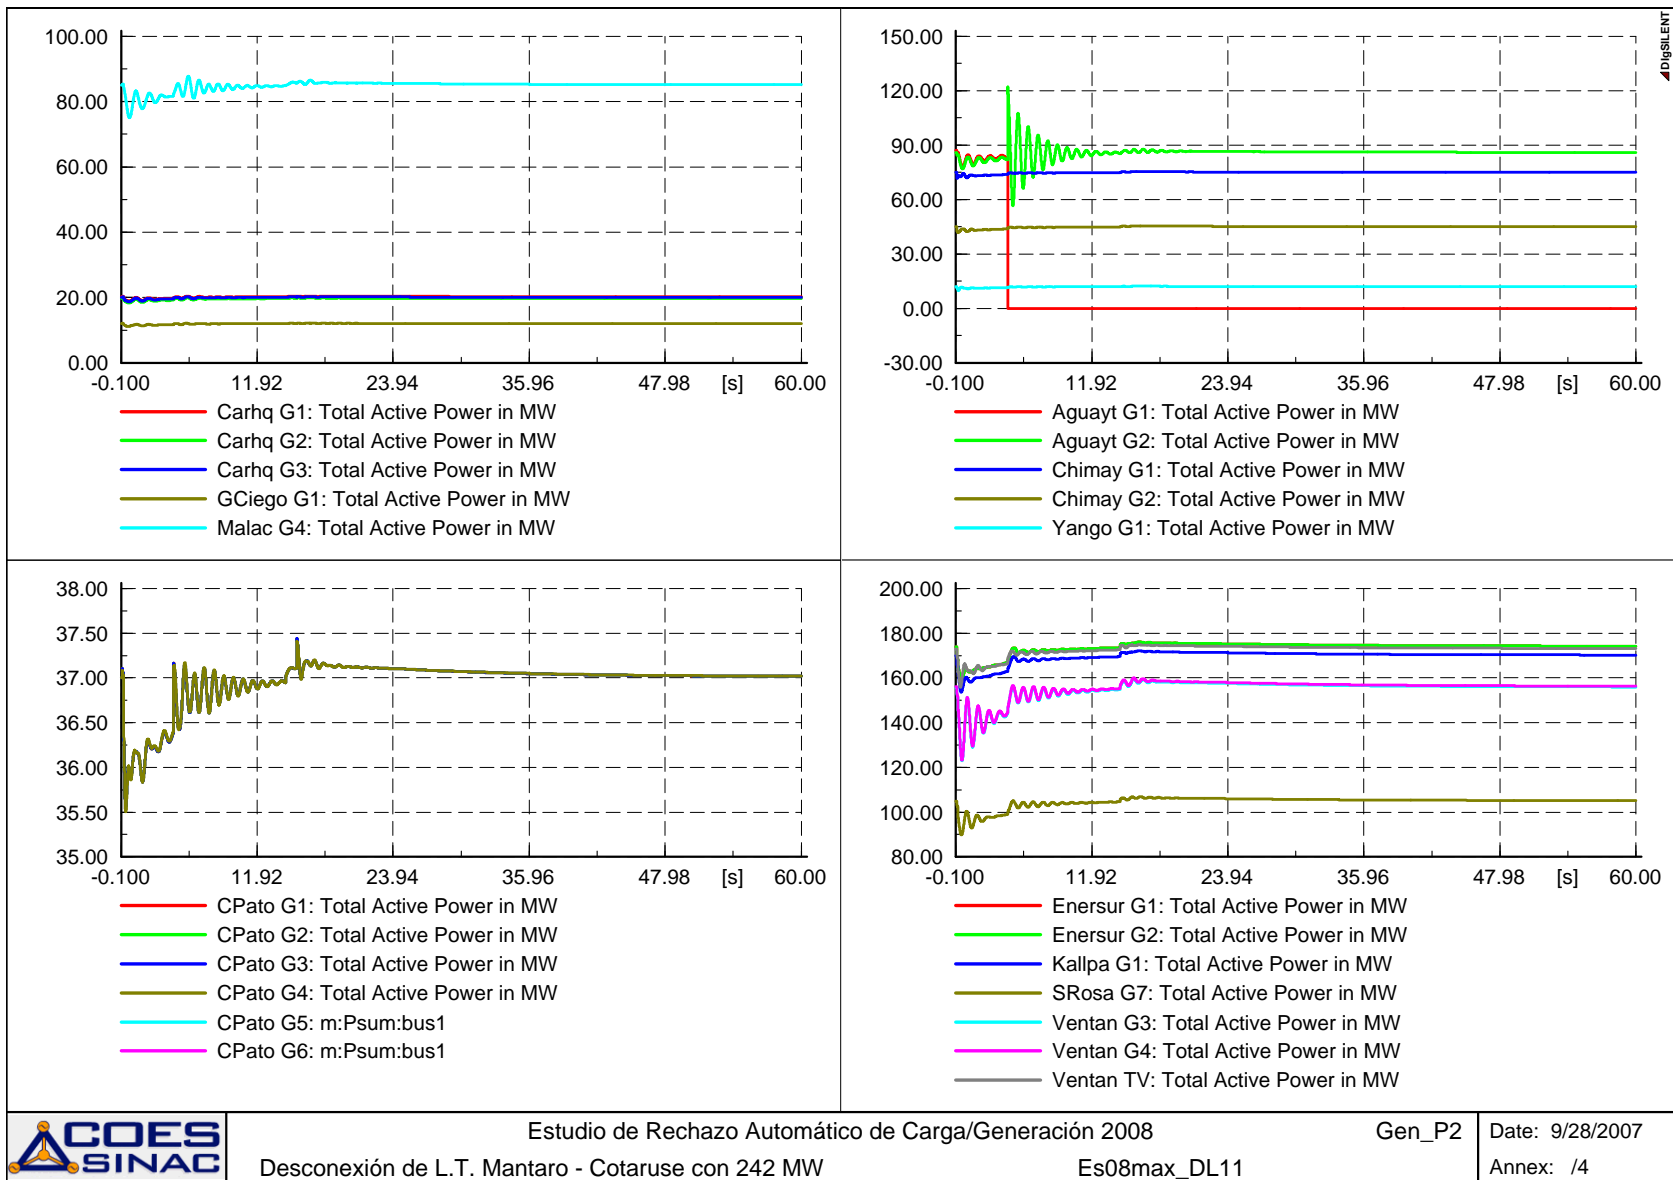 100.00
80.00
60.00
40.00
20.00
0.00
-0.100 11.92 23.94 35.96 47.98 [s] 60.00
Carhq G1: Total Active Power in MW
Carhq G2: Total Active Power in MW
Carhq G3: Total Active Power in MW
GCiego G1: Total Active Power in MW
Malac G4: Total Active Power in MW
150.00
120.00
90.00
60.00
30.00
0.00
-30.00
-0.100 11.92 23.94 35.96 47.98 [s] 60.00
Aguayt G1: Total Active Power in MW
Aguayt G2: Total Active Power in MW
Chimay G1: Total Active Power in MW
Chimay G2: Total Active Power in MW
Yango G1: Total Active Power in MW
DIgSILENT
38.00
37.50
37.00
36.50
36.00
35.50
35.00
-0.100 11.92 23.94 35.96 47.98 [s] 60.00
CPato G1: Total Active Power in MW
CPato G2: Total Active Power in MW
CPato G3: Total Active Power in MW
CPato G4: Total Active Power in MW
CPato G5: m:Psum:bus1
CPato G6: m:Psum:bus1
200.00
180.00
160.00
140.00
120.00
100.00
80.00
-0.100 11.92 23.94 35.96 47.98 [s] 60.00
Enersur G1: Total Active Power in MW
Enersur G2: Total Active Power in MW
Kallpa G1: Total Active Power in MW
SRosa G7: Total Active Power in MW
Ventan G3: Total Active Power in MW
Ventan G4: Total Active Power in MW
Ventan TV: Total Active Power in MW
COES
SINAC
Estudio de Rechazo Automático de Carga/Generación 2008 Gen_P2
Desconexión de L.T. Mantaro - Cotaruse con 242 MW Es08max_DL11
Date: 9/28/2007
Annex: /4